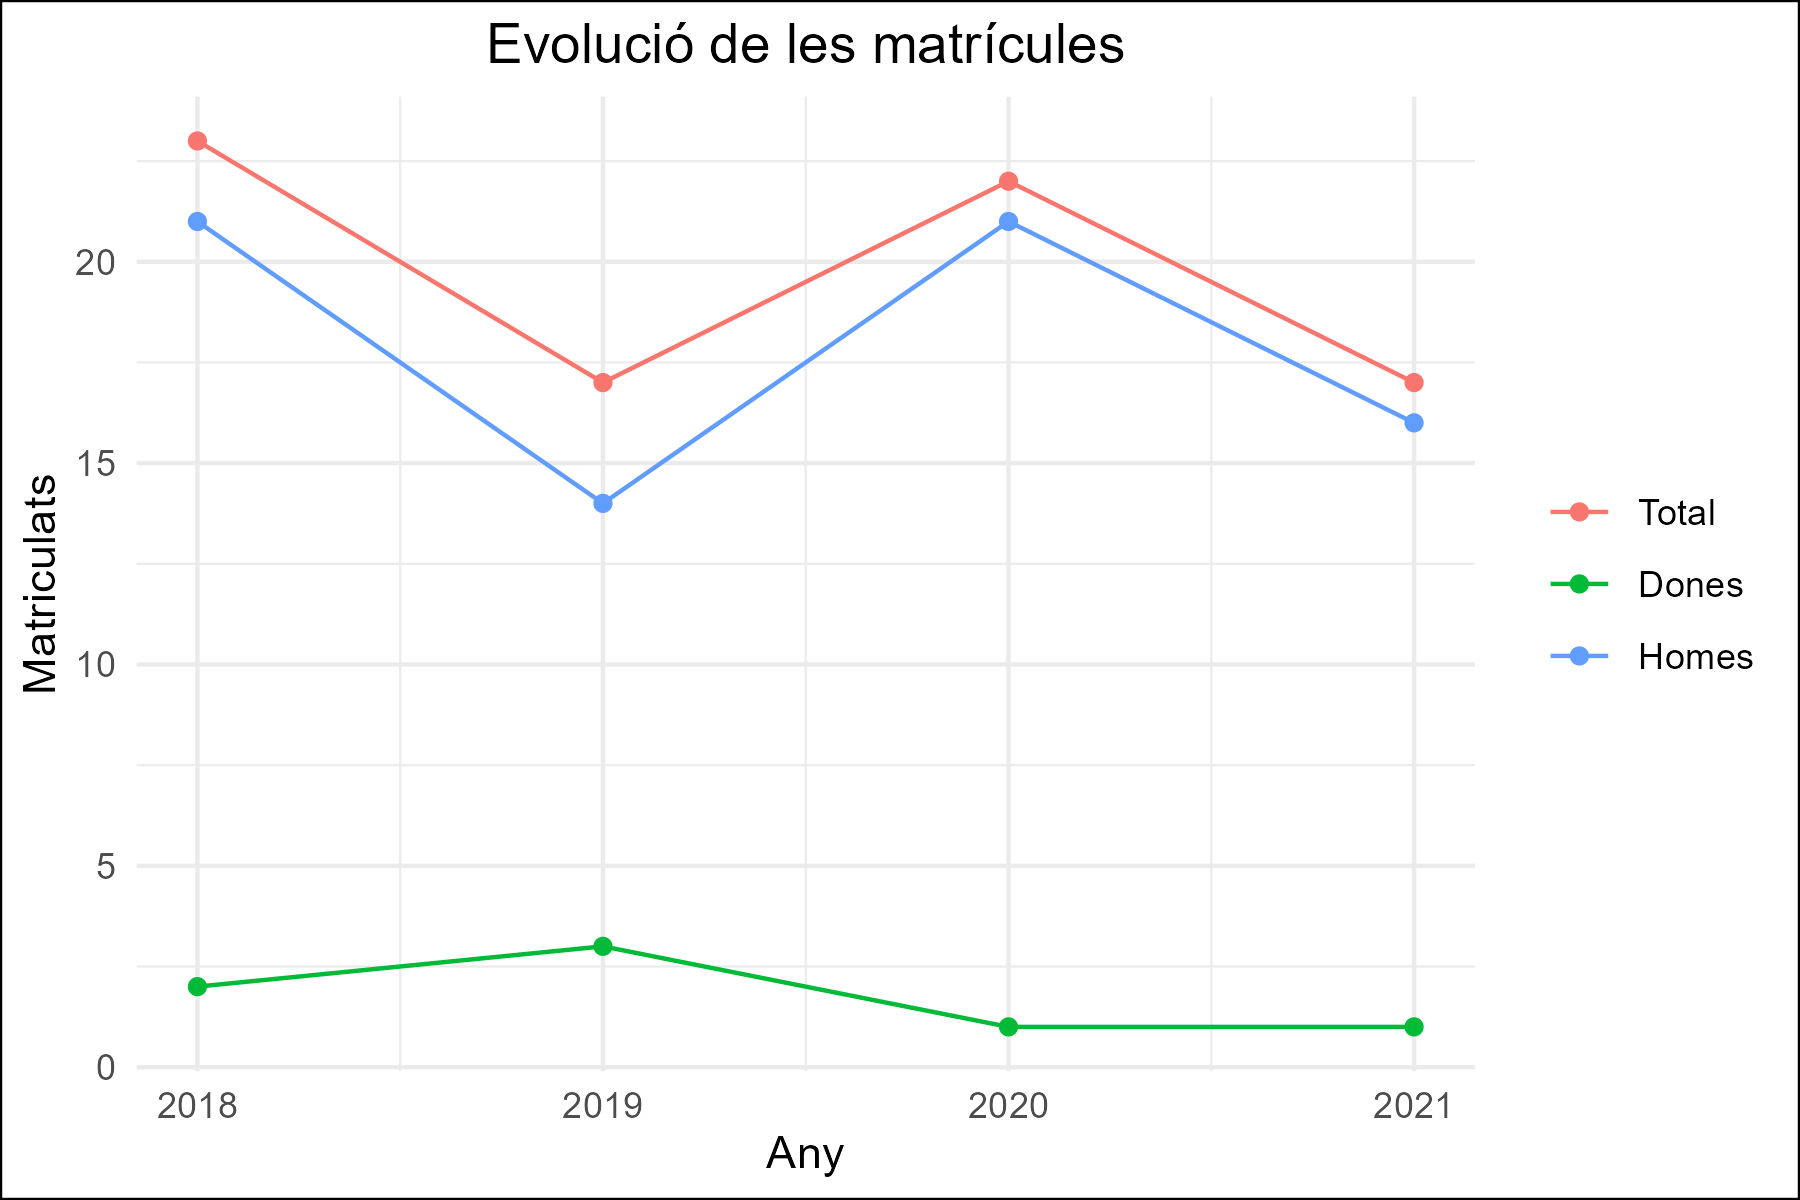 Evolució de les matrícules
Matriculats
20
15
10
5
0
2018 2019 2020 2021
Any
Total
Dones
Homes